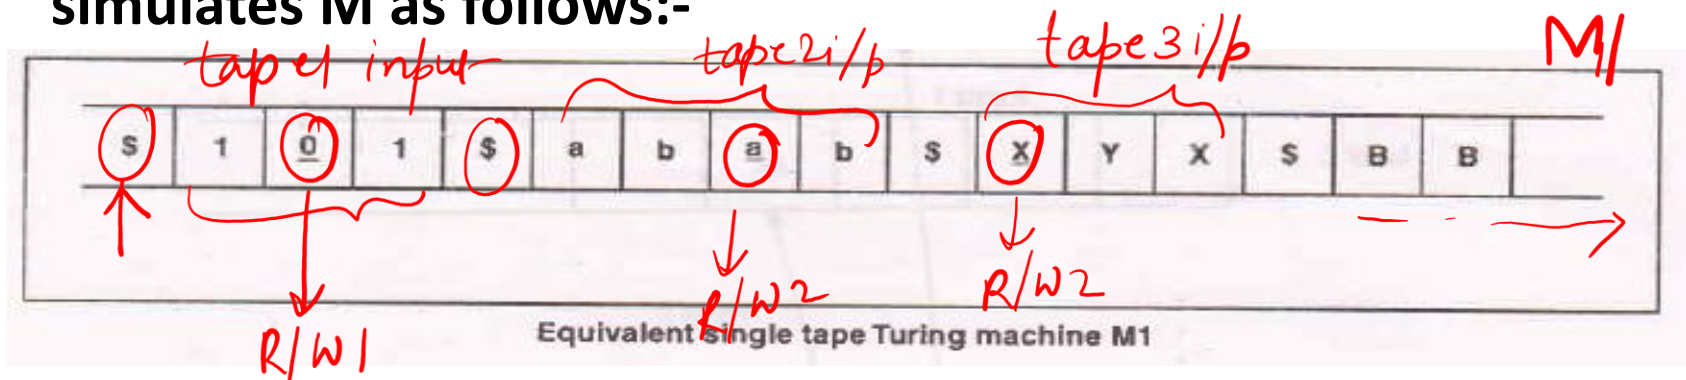 simulates M as follows:-
tape1 input tape2 i/p tape3 i/p M1
$ 1 0 1 $ a b a b $ X Y X $ B B
R/W1 R/W2 R/W2
Equivalent single tape Turing machine M1